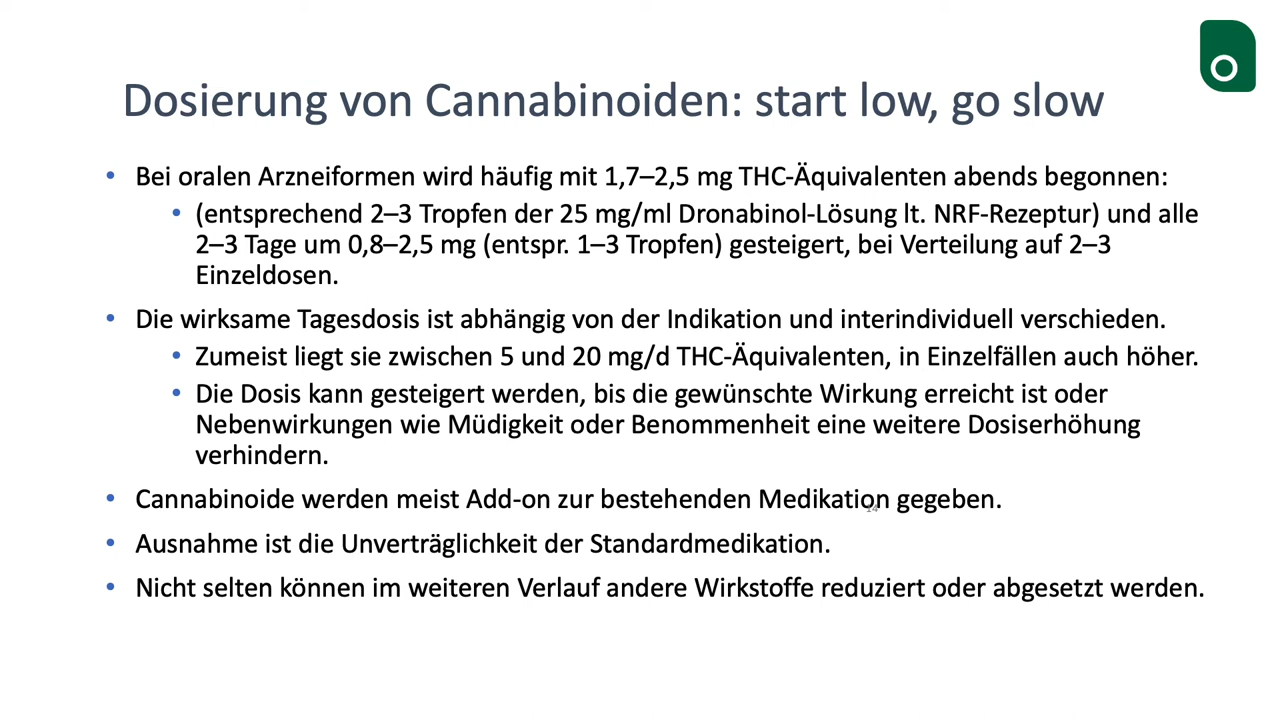 Dosierung von Cannabinoiden: start low, go slow
• Bei oralen Arzneiformen wird häufig mit 1,7–2,5 mg THC-Äquivalenten abends begonnen:
• (entsprechend 2–3 Tropfen der 25 mg/ml Dronabinol-Lösung lt. NRF-Rezeptur) und alle
2–3 Tage um 0,8–2,5 mg (entspr. 1–3 Tropfen) gesteigert, bei Verteilung auf 2–3
Einzeldosen.
• Die wirksame Tagesdosis ist abhängig von der Indikation und interindividuell verschieden.
• Zumeist liegt sie zwischen 5 und 20 mg/d THC-Äquivalenten, in Einzelfällen auch höher.
• Die Dosis kann gesteigert werden, bis die gewünschte Wirkung erreicht ist oder
Nebenwirkungen wie Müdigkeit oder Benommenheit eine weitere Dosiserhöhung
verhindern.
• Cannabinoide werden meist Add-on zur bestehenden Medikation gegeben.
14
• Ausnahme ist die Unverträglichkeit der Standardmedikation.
• Nicht selten können im weiteren Verlauf andere Wirkstoffe reduziert oder abgesetzt werden.